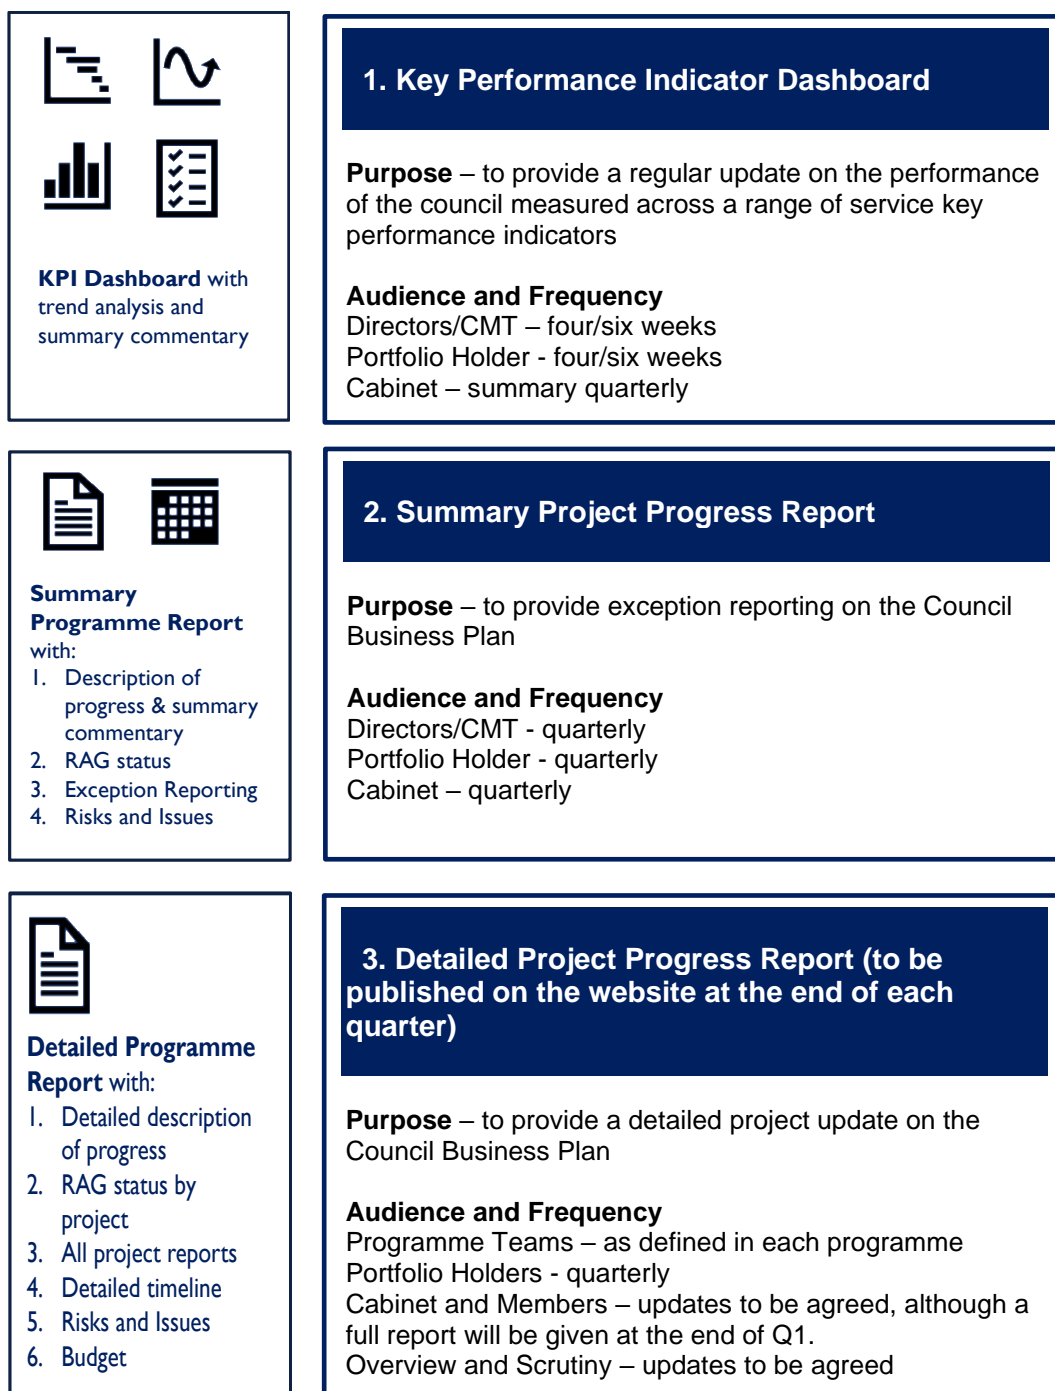 KPI Dashboard with
trend analysis and
summary commentary
1. Key Performance Indicator Dashboard
Purpose – to provide a regular update on the performance
of the council measured across a range of service key
performance indicators
Audience and Frequency
Directors/CMT – four/six weeks
Portfolio Holder - four/six weeks
Cabinet – summary quarterly
Summary
Programme Report
with:
1. Description of
progress & summary
commentary
2. RAG status
3. Exception Reporting
4. Risks and Issues
2. Summary Project Progress Report
Purpose – to provide exception reporting on the Council
Business Plan
Audience and Frequency
Directors/CMT - quarterly
Portfolio Holder - quarterly
Cabinet – quarterly
Detailed Programme
Report with:
1. Detailed description
of progress
2. RAG status by
project
3. All project reports
4. Detailed timeline
5. Risks and Issues
6. Budget
3. Detailed Project Progress Report (to be
published on the website at the end of each
quarter)
Purpose – to provide a detailed project update on the
Council Business Plan
Audience and Frequency
Programme Teams – as defined in each programme
Portfolio Holders - quarterly
Cabinet and Members – updates to be agreed, although a
full report will be given at the end of Q1.
Overview and Scrutiny – updates to be agreed